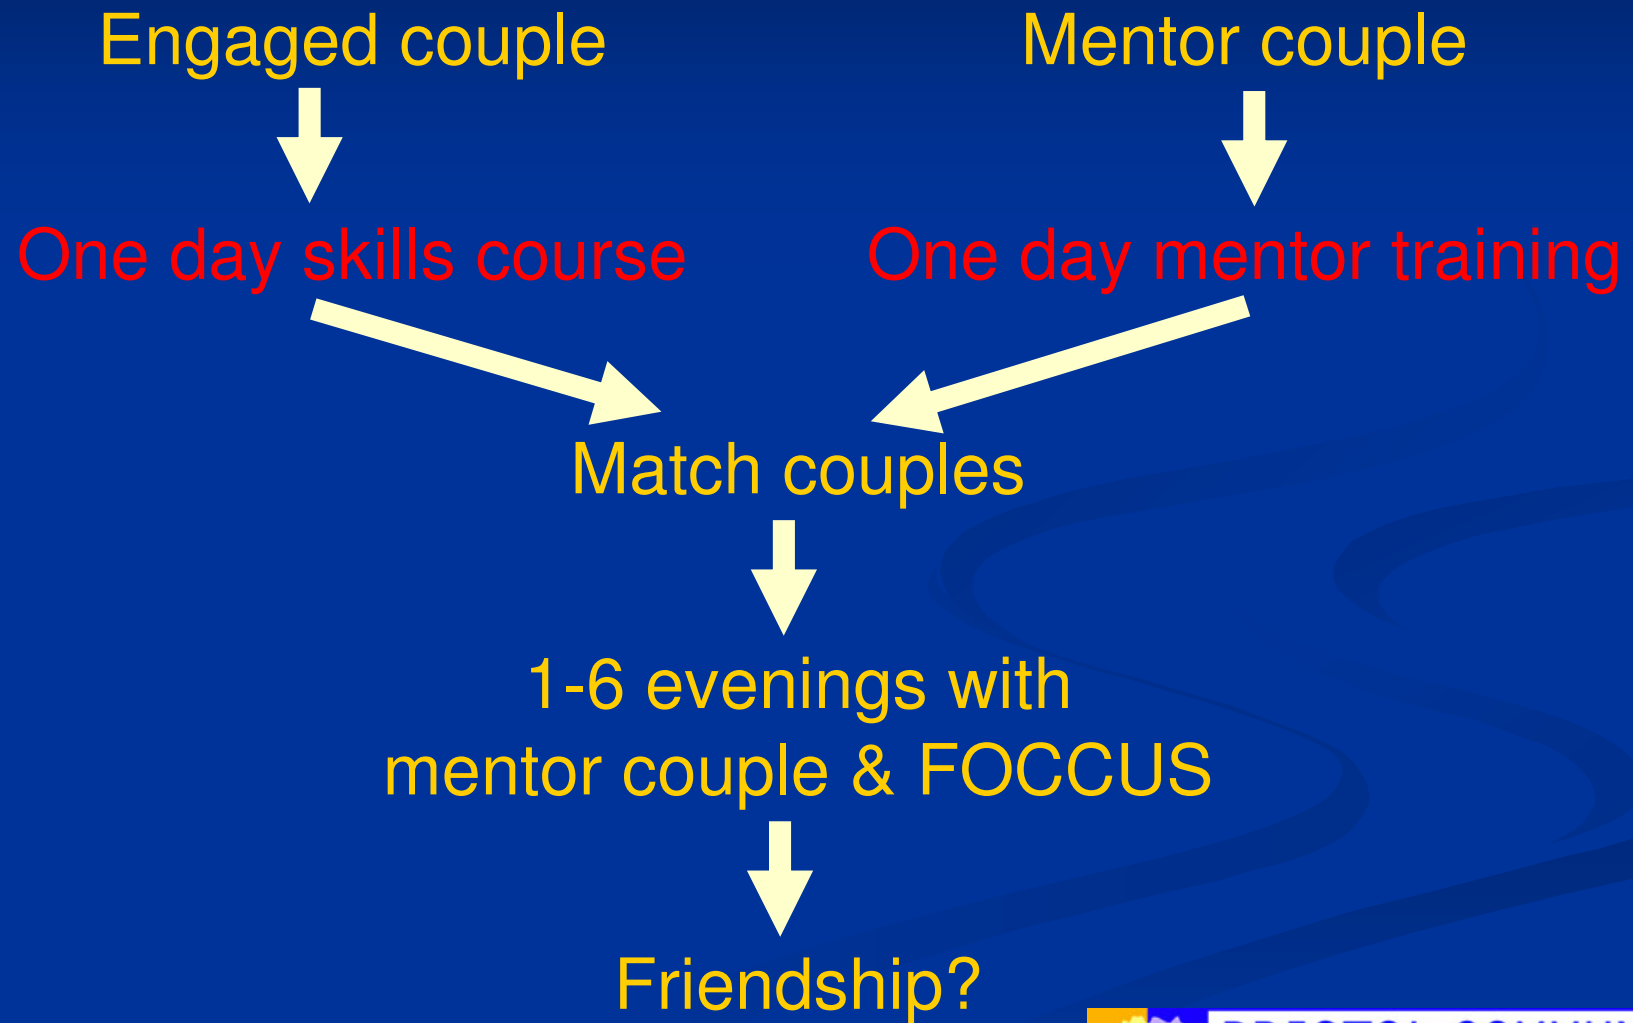 Engaged couple
Mentor couple
One day skills course
One day mentor training
Match couples
1-6 evenings with
mentor couple & FOCCUS
Friendship?